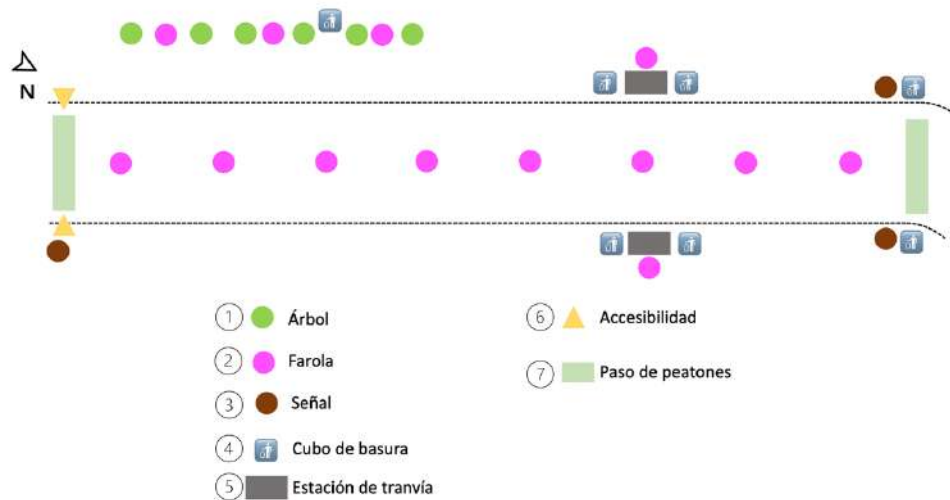 N
1 Árbol
2 Farola
3 Señal
4 Cubo de basura
5 Estación de tranvía
6 Accesibilidad
7 Paso de peatones